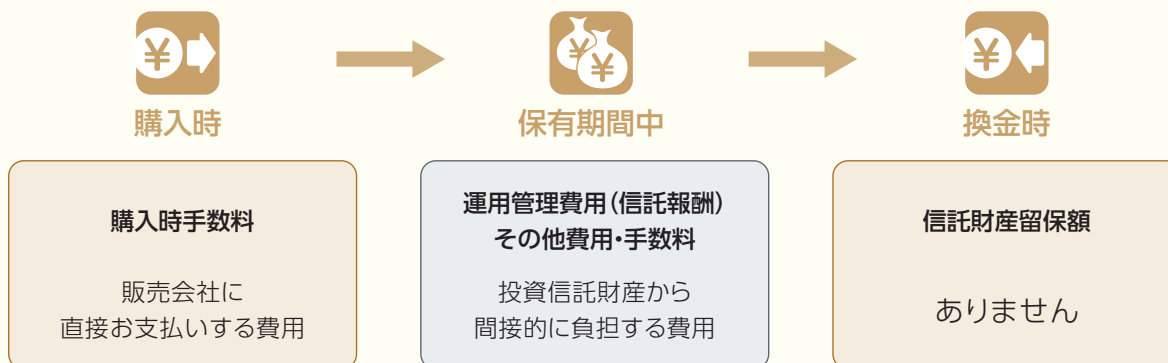 購入時
保有期間中
換金時
購入時手数料
販売会社に
直接お支払いする費用
運用管理費用(信託報酬)
その他費用・手数料
投資信託財産から
間接的に負担する費用
信託財産留保額
ありません